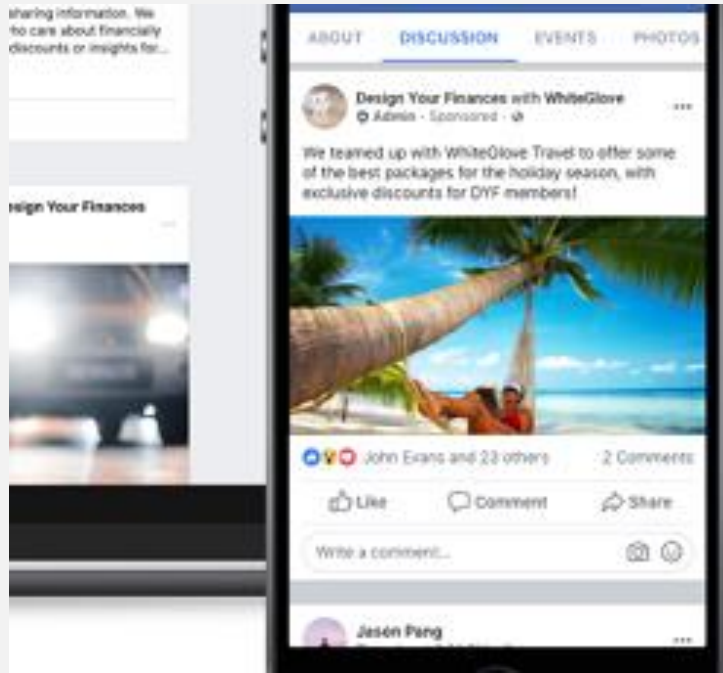 sharing information. We
who care about financially
discounts or insights for...
esign Your Finances
ABOUT DISCUSSION EVENTS PHOTOS
Design Your Finances with WhiteGlove
Admin · Sponsored ·
We teamed up with WhiteGlove Travel to offer some
of the best packages for the holiday season, with
exclusive discounts for DYF members!
John Evans and 23 others 2 Comments
Like Comment Share
Write a comment...
Jason Pang